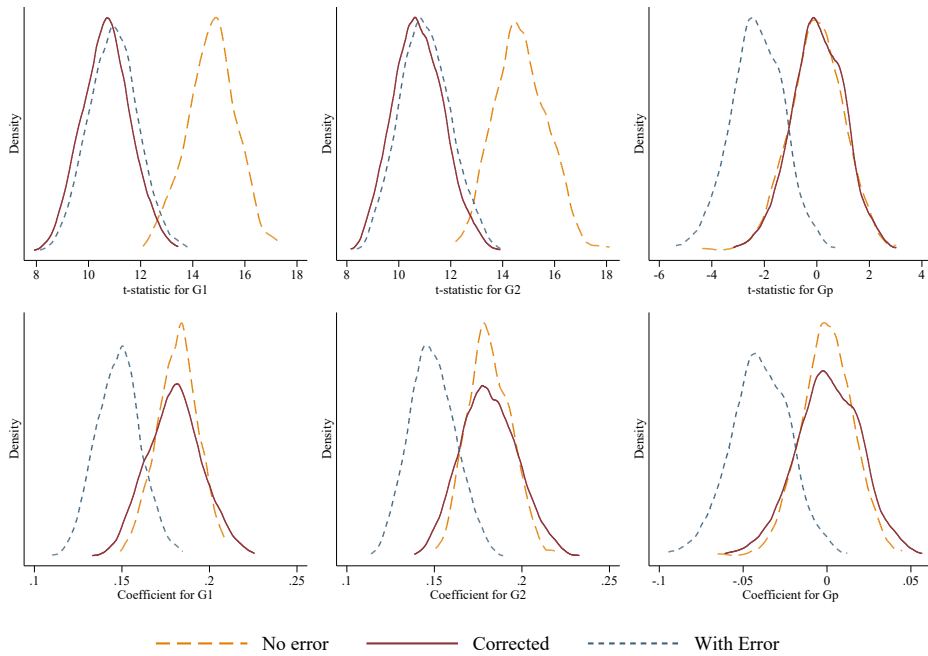 Density
8 10 12 14 16 18
t-statistic for G1
Density
8 10 12 14 16 18
t-statistic for G2
Density
-6 -4 -2 0 2 4
t-statistic for Gp
Density
.1 .15 .2 .25
Coefficient for G1
Density
.1 .15 .2 .25
Coefficient for G2
Density
-.1 -.05 0 .05
Coefficient for Gp
No error Corrected With Error